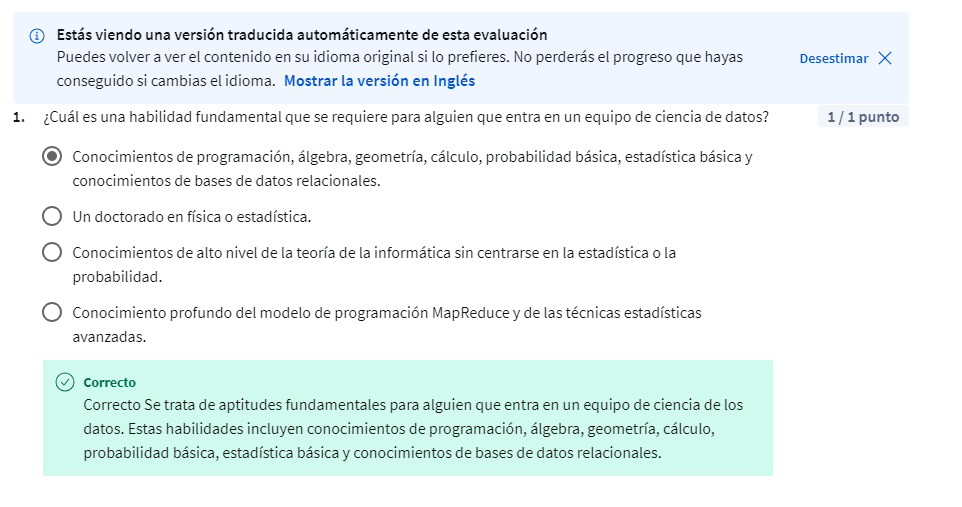 Estás viendo una versión traducida automáticamente de esta evaluación
Puedes volver a ver el contenido en su idioma original si lo prefieres. No perderás el progreso que hayas
conseguido si cambias el idioma. Mostrar la versión en Inglés
Desestimar
1. ¿Cuál es una habilidad fundamental que se requiere para alguien que entra en un equipo de ciencia de datos?
1 / 1 punto
Conocimientos de programación, álgebra, geometría, cálculo, probabilidad básica, estadística básica y
conocimientos de bases de datos relacionales.
Un doctorado en física o estadística.
Conocimientos de alto nivel de la teoría de la informática sin centrarse en la estadística o la
probabilidad.
Conocimiento profundo del modelo de programación MapReduce y de las técnicas estadísticas
avanzadas.
Correcto
Correcto Se trata de aptitudes fundamentales para alguien que entra en un equipo de ciencia de los
datos. Estas habilidades incluyen conocimientos de programación, álgebra, geometría, cálculo,
probabilidad básica, estadística básica y conocimientos de bases de datos relacionales.